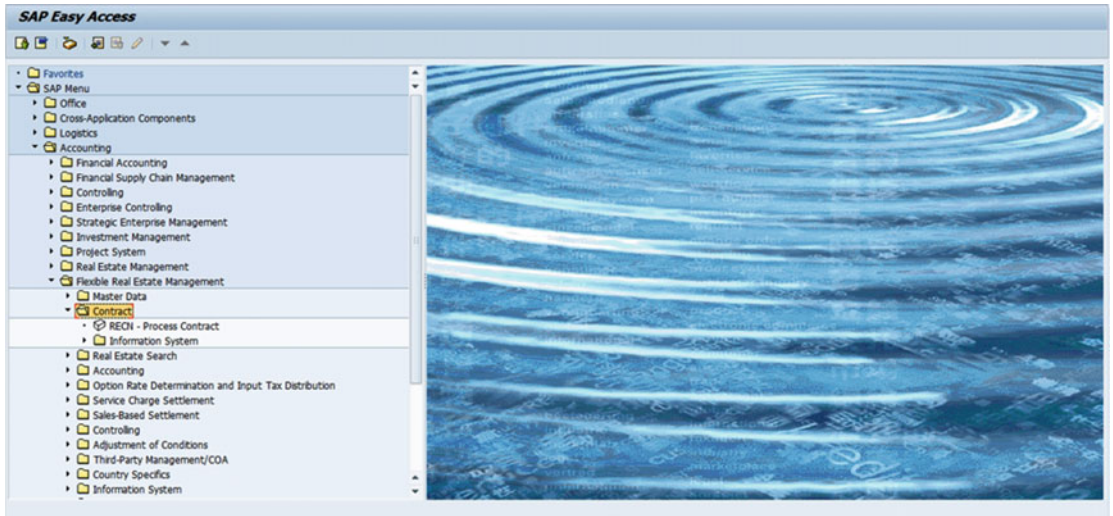 SAP Easy Access
Favorites
SAP Menu
Office
Cross-Application Components
Logistics
Accounting
Financial Accounting
Financial Supply Chain Management
Controlling
Enterprise Controlling
Strategic Enterprise Management
Investment Management
Project System
Real Estate Management
Flexible Real Estate Management
Master Data
Contract
RECN - Process Contract
Information System
Real Estate Search
Accounting
Option Rate Determination and Input Tax Distribution
Service Charge Settlement
Sales-Based Settlement
Controlling
Adjustment of Conditions
Third-Party Management/COA
Country Specifics
Information System